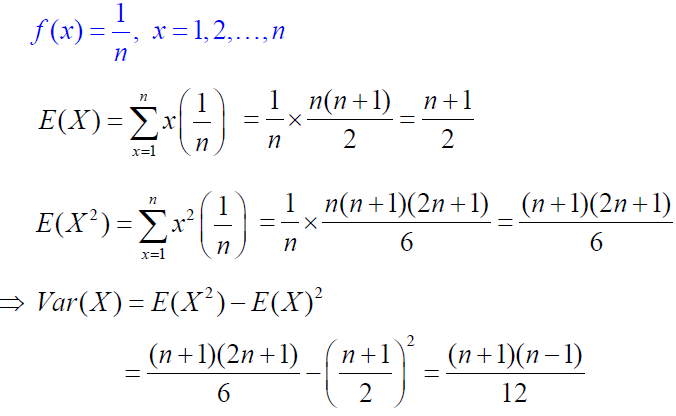 f(x) = 1/n, x = 1, 2, …, n
E(X) = ∑_{x=1}^{n} x(1/n) = 1/n × n(n+1)/2 = (n+1)/2
E(X²) = ∑_{x=1}^{n} x²(1/n) = 1/n × n(n+1)(2n+1)/6 = (n+1)(2n+1)/6
⇒ Var(X) = E(X²) − E(X)²
= (n+1)(2n+1)/6 − ((n+1)/2)² = (n+1)(n−1)/12